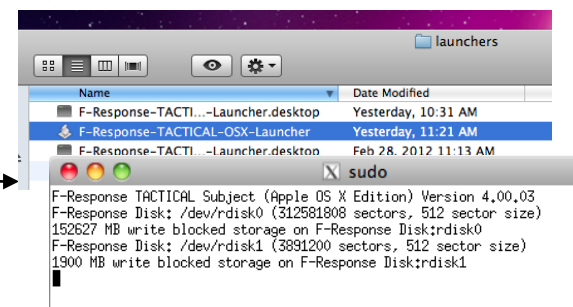 launchers
Name Date Modified
F-Response-TACTI...-Launcher.desktop Yesterday, 10:31 AM
F-Response-TACTICAL-OSX-Launcher Yesterday, 11:21 AM
F-Response-TACTI...-Launcher.desktop Feb 28, 2012 11:13 AM
X sudo
F-Response TACTICAL Subject (Apple OS X Edition) Version 4.00.03
F-Response Disk: /dev/rdisk0 (312581808 sectors, 512 sector size)
152627 MB write blocked storage on F-Response Disk:rdisk0
F-Response Disk: /dev/rdisk1 (3891200 sectors, 512 sector size)
1900 MB write blocked storage on F-Response Disk:rdisk1